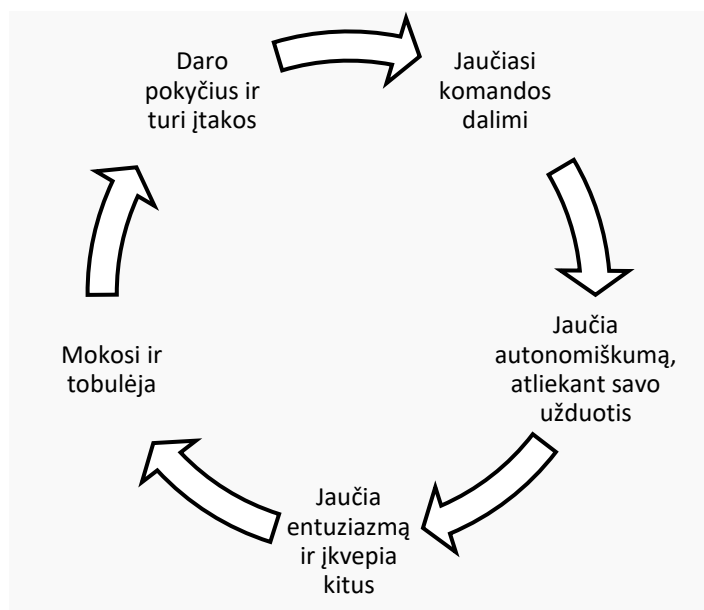 Daro
pokyčius ir
turi įtakos
Jaučiasi
komandos
dalimi
Jaučia
autonomiškumą,
atliekant savo
užduotis
Jaučia
entuziazmą
ir įkvepia
kitus
Mokosi ir
tobulėja